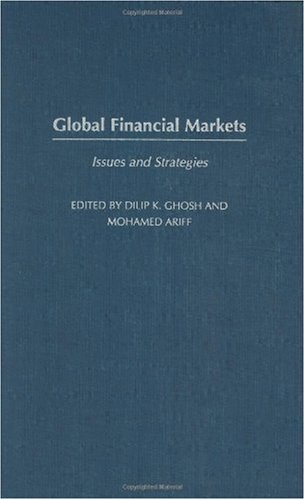 Global Financial Markets
Issues and Strategies
EDITED BY DILIP K. GHOSH AND
MOHAMED ARIFF